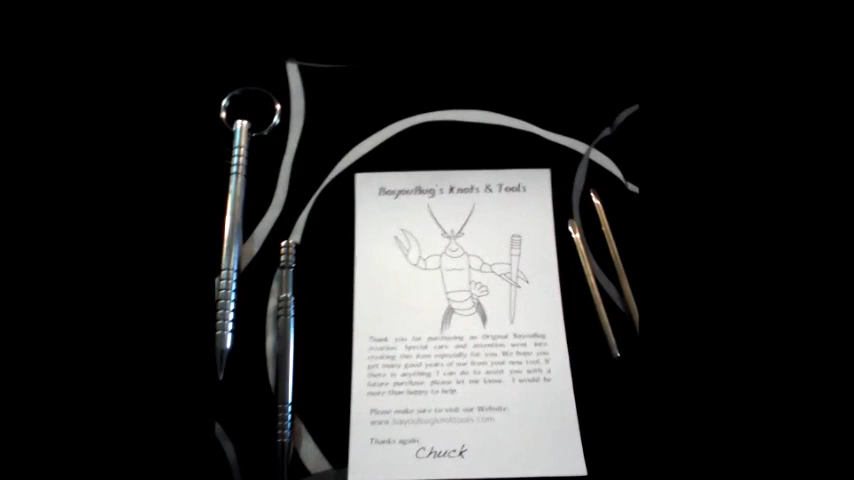 BayouBug's Knots & Tools
Thank you for purchasing an Original BayouBug
creation. Special care and attention went into
creating this item especially for you. We hope you
get many good years of use from your new tool. If
there is anything I can do to assist you with a
future purchase please let me know. I would be
more than happy to help.
Please make sure to visit our Website:
www.bayoubugknottools.com
Thanks again
Chuck